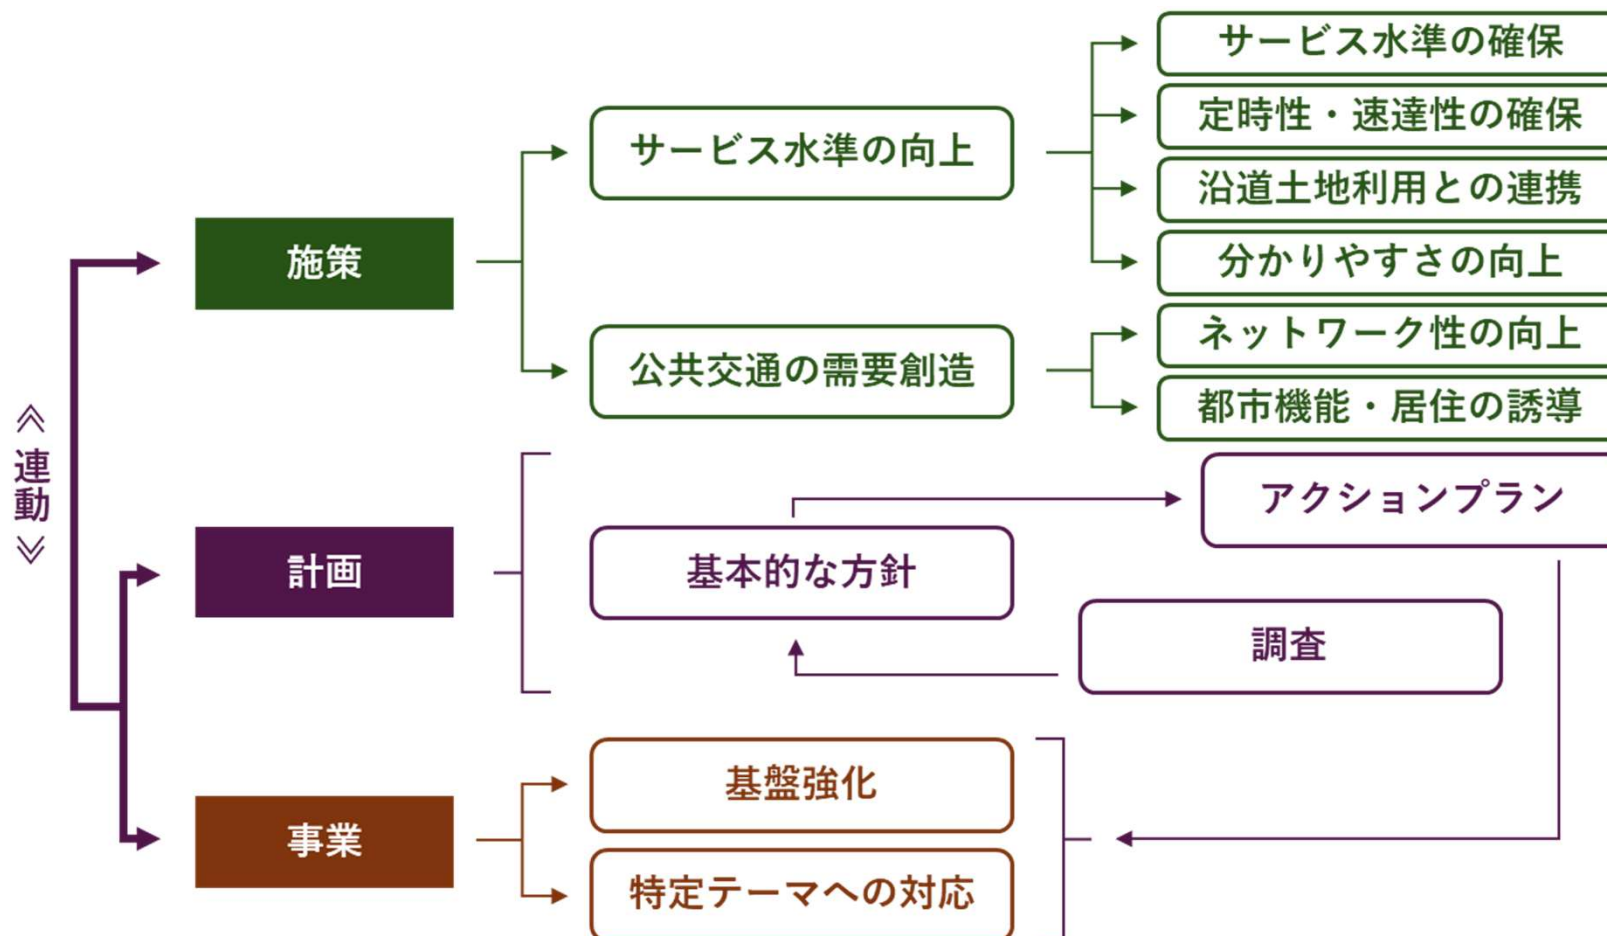 サービス水準の確保
定時性・速達性の確保
サービス水準の向上
沿道土地利用との連携
施策
分かりやすさの向上
ネットワーク性の向上
公共交通の需要創造
都市機能・居住の誘導
連動
アクションプラン
計画
基本的な方針
調査
基盤強化
事業
特定テーマへの対応